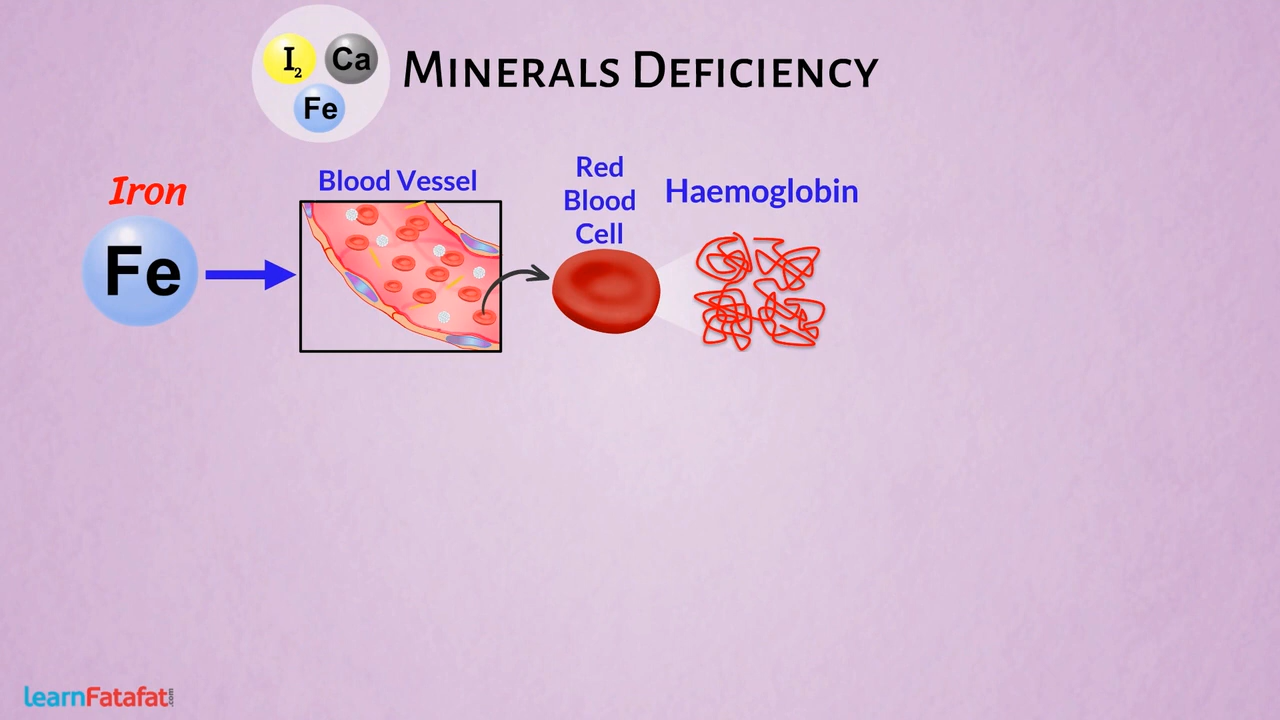 I₂
Ca
Fe
Minerals Deficiency
Iron
Fe
Blood Vessel
Red
Blood
Cell
Haemoglobin
learnFatafat.com